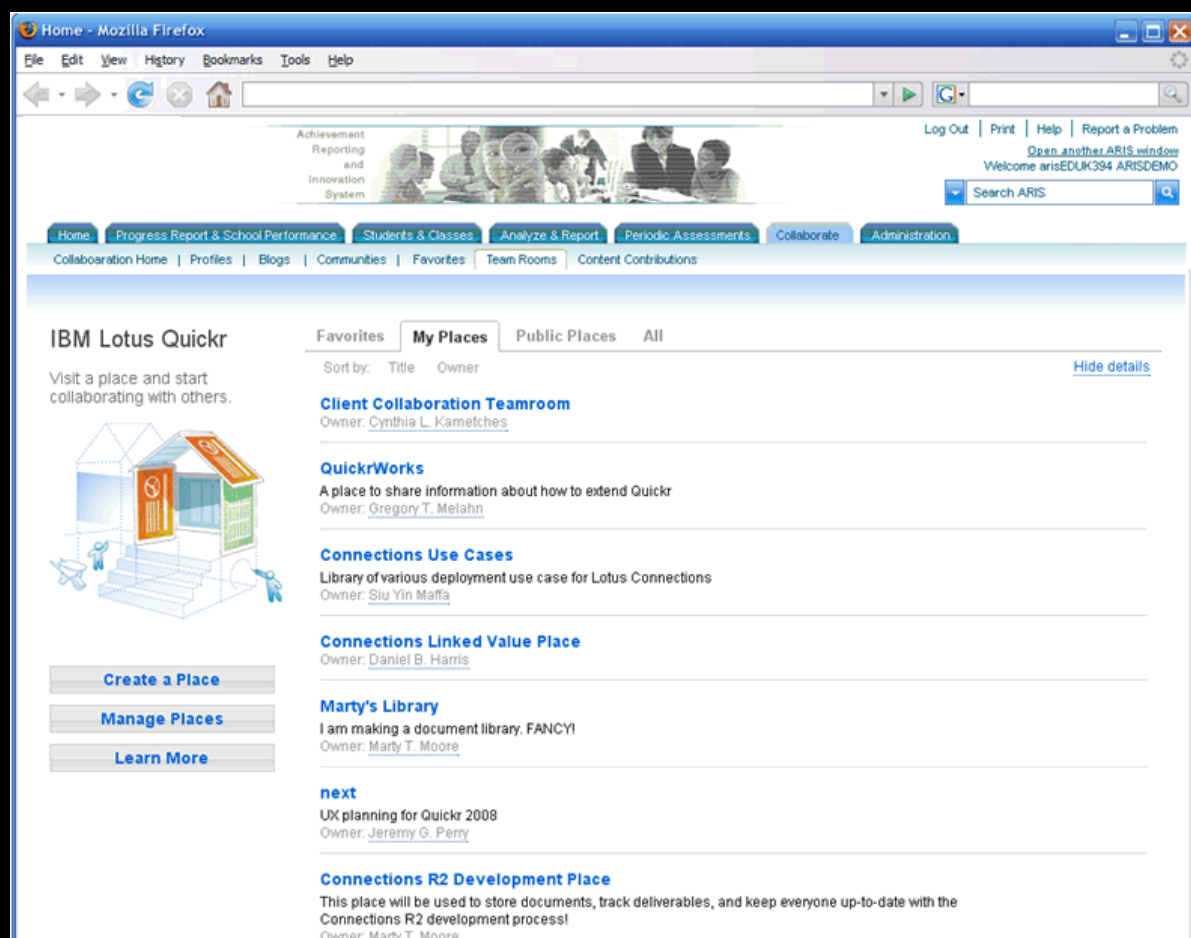 Home - Mozilla Firefox
File Edit View History Bookmarks Tools Help
G
Achievement
Reporting
and
Innovation
System
Log Out | Print | Help | Report a Problem
Open another ARIS window
Welcome arisEDUK394 ARISDEMO
Search ARIS
Home Progress Report & School Performance Students & Classes Analyze & Report Periodic Assessments Collaborate Administration
Collaboaration Home | Profiles | Blogs | Communities | Favorites Team Rooms Content Contributions
IBM Lotus Quickr
Visit a place and start
collaborating with others.
Create a Place
Manage Places
Learn More
Favorites My Places Public Places All
Sort by: Title Owner Hide details
Client Collaboration Teamroom
Owner: Cynthia L. Kametches
QuickrWorks
A place to share information about how to extend Quickr
Owner: Gregory T. Melahn
Connections Use Cases
Library of various deployment use case for Lotus Connections
Owner: Siu Yin Maffa
Connections Linked Value Place
Owner: Daniel B. Harris
Marty's Library
I am making a document library. FANCY!
Owner: Marty T. Moore
next
UX planning for Quickr 2008
Owner: Jeremy G. Perry
Connections R2 Development Place
This place will be used to store documents, track deliverables, and keep everyone up-to-date with the
Connections R2 development process!
Owner: Marty T. Moore